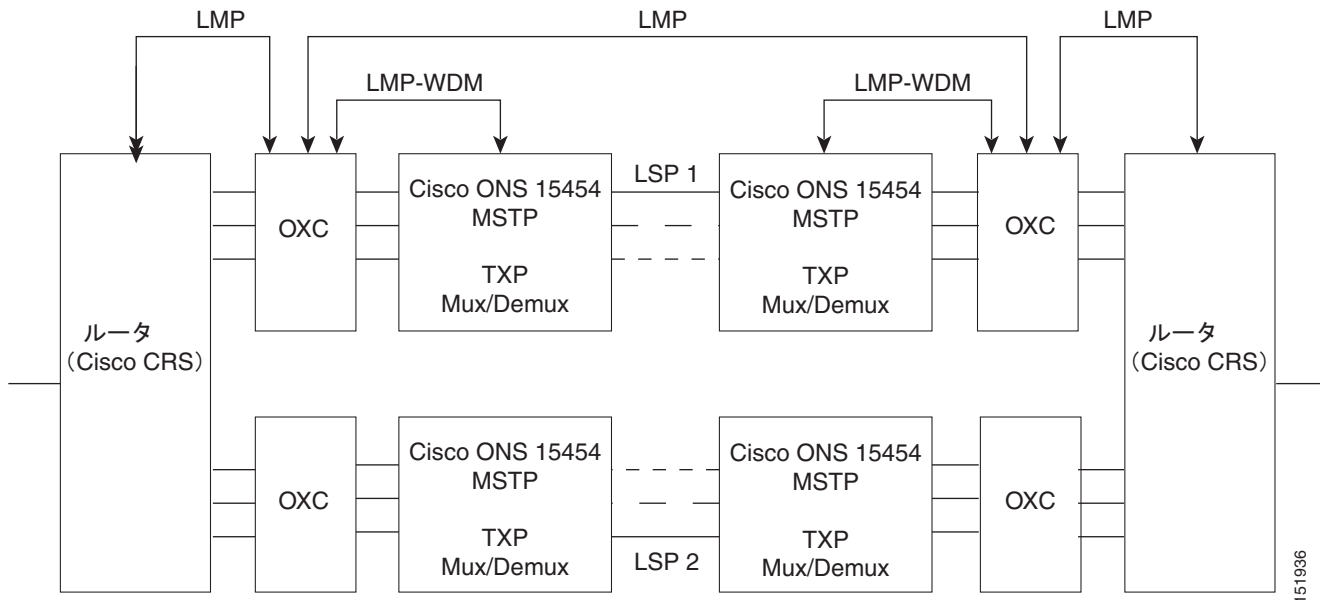 LMP
LMP
LMP
LMP-WDM
LMP-WDM
LSP 1
Cisco ONS 15454
MSTP
TXP
Mux/Demux
Cisco ONS 15454
MSTP
TXP
Mux/Demux
OXC
OXC
ルータ
（Cisco CRS）
ルータ
（Cisco CRS）
OXC
Cisco ONS 15454
MSTP
TXP
Mux/Demux
Cisco ONS 15454
MSTP
TXP
Mux/Demux
OXC
LSP 2
151936